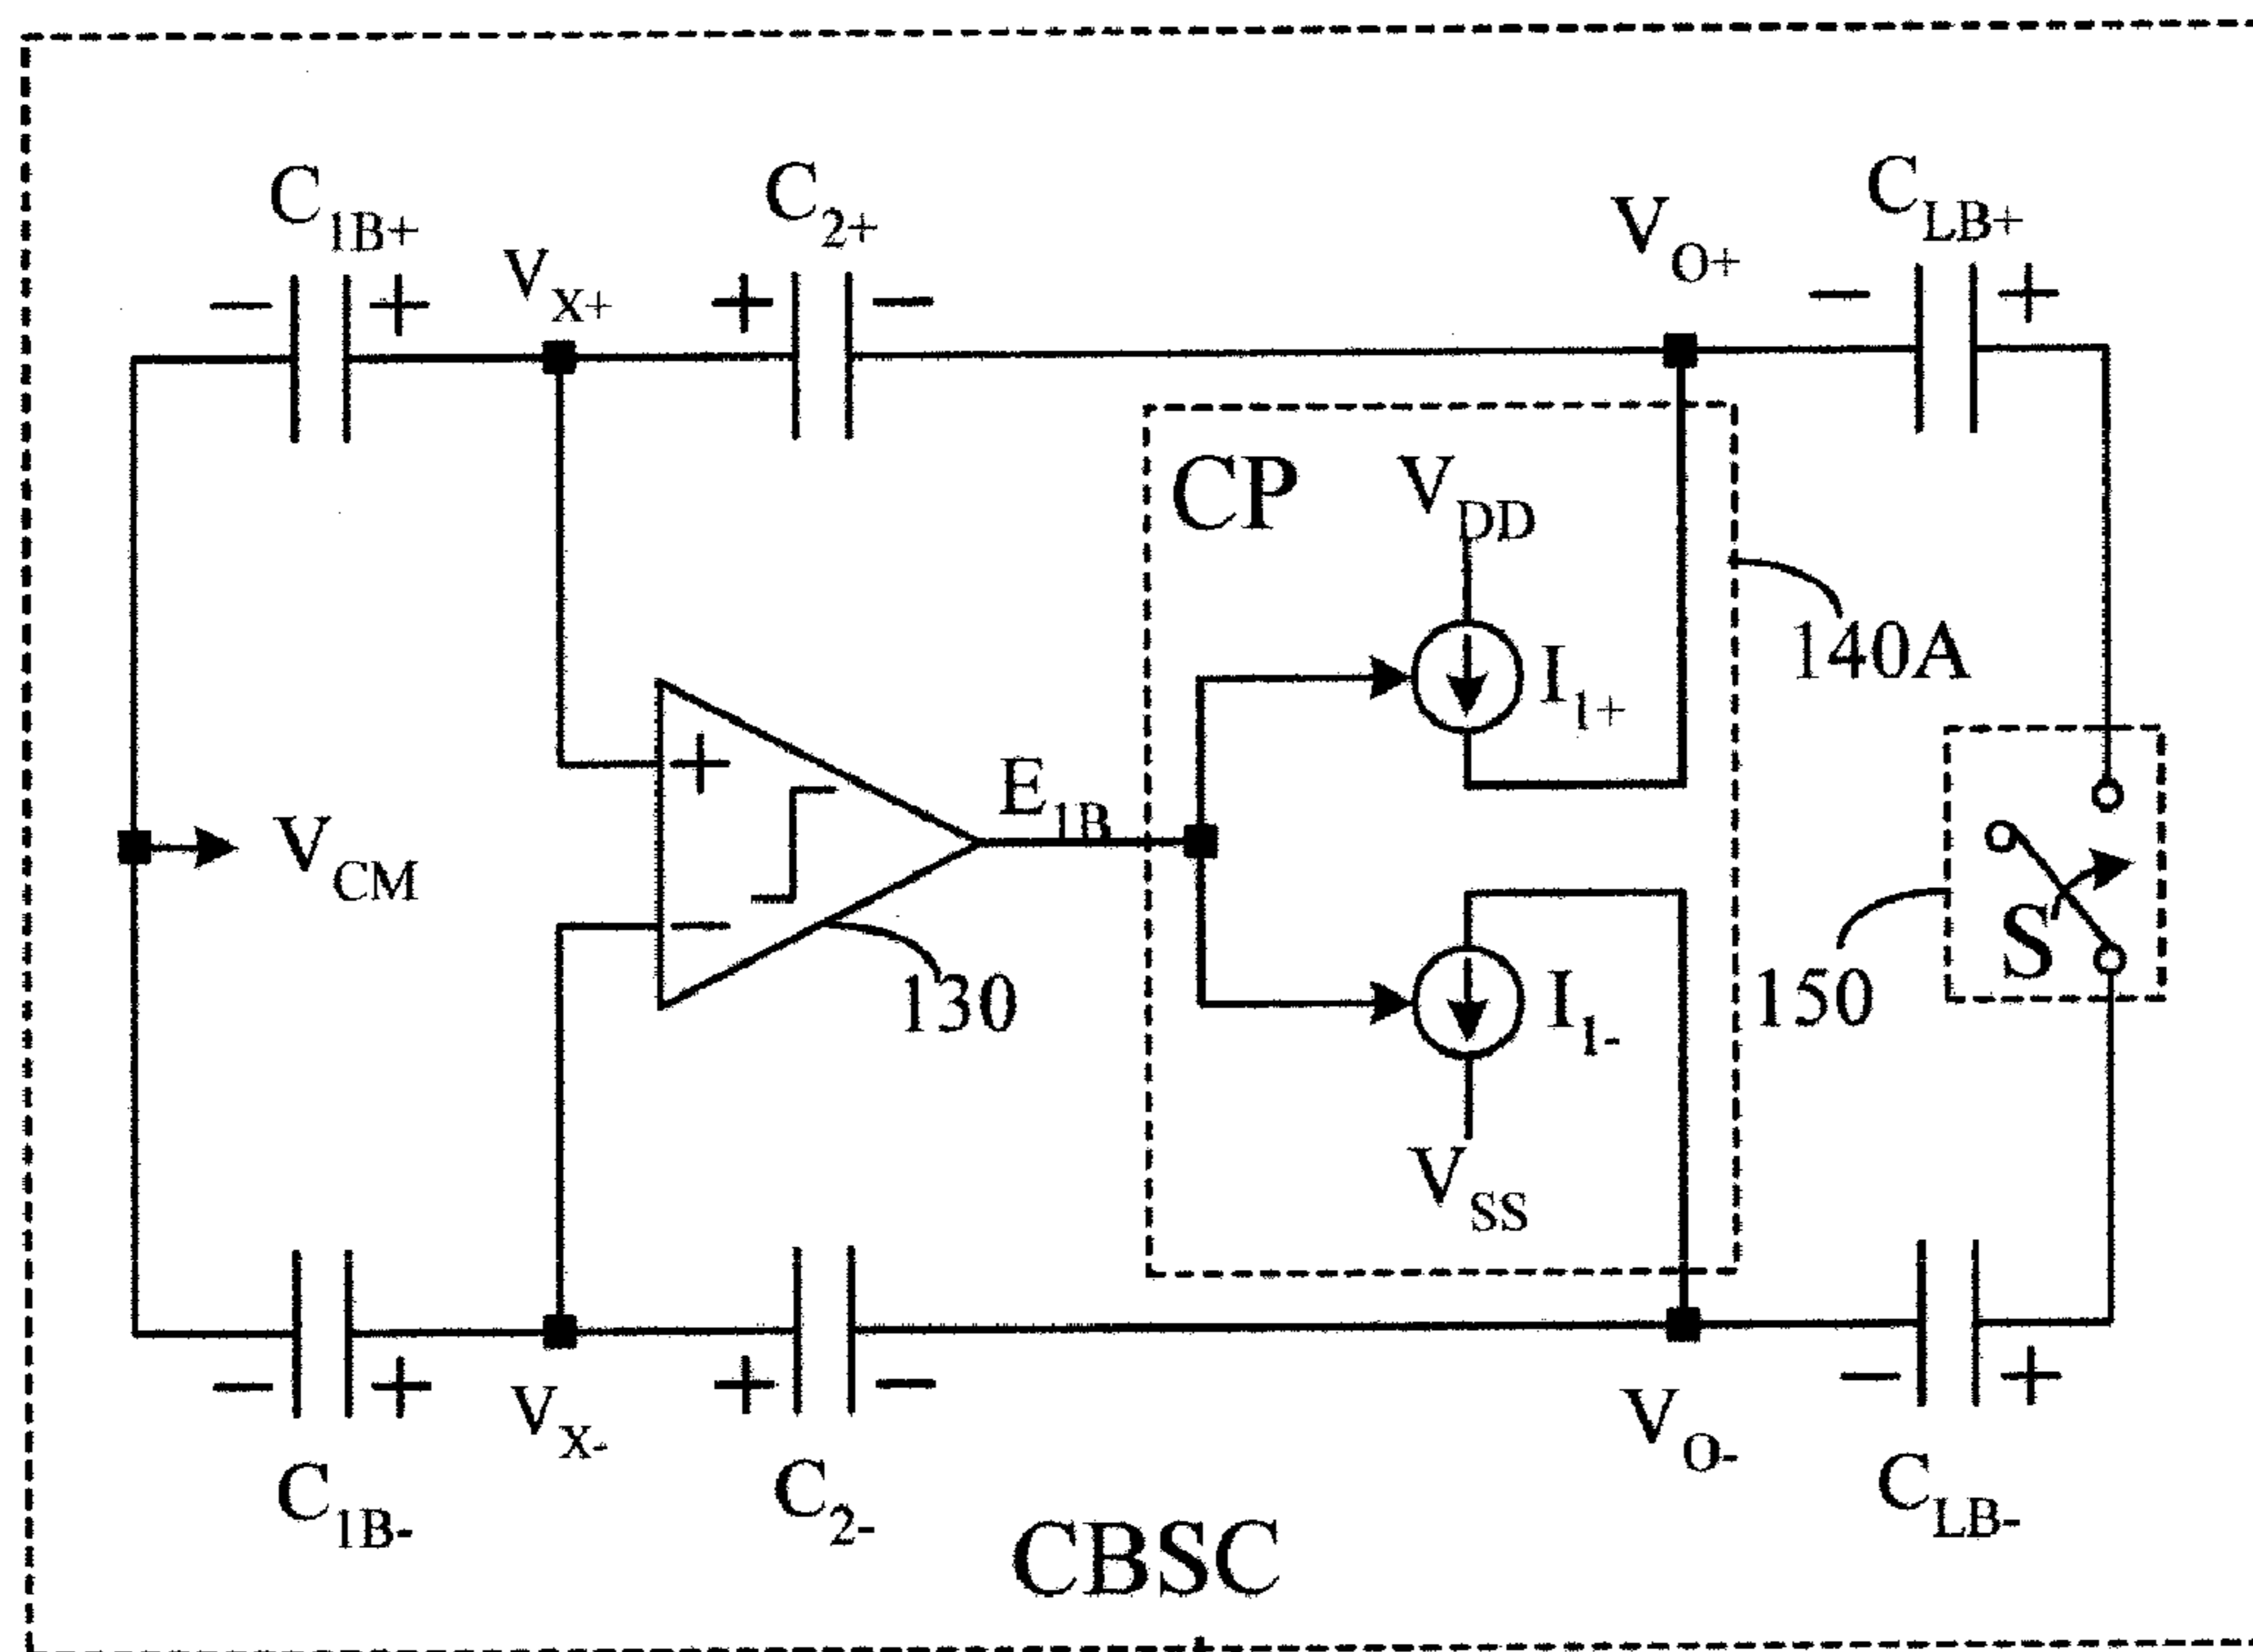 C1B+
C2+
CLB+
VO+
VX+
− + + − − +
CP
VDD
140A
I1+
+
E1B
VCM
−
130
S
150
I1-
VSS
− + + − − +
VX-
VO-
C1B-
C2-
CLB-
CBSC